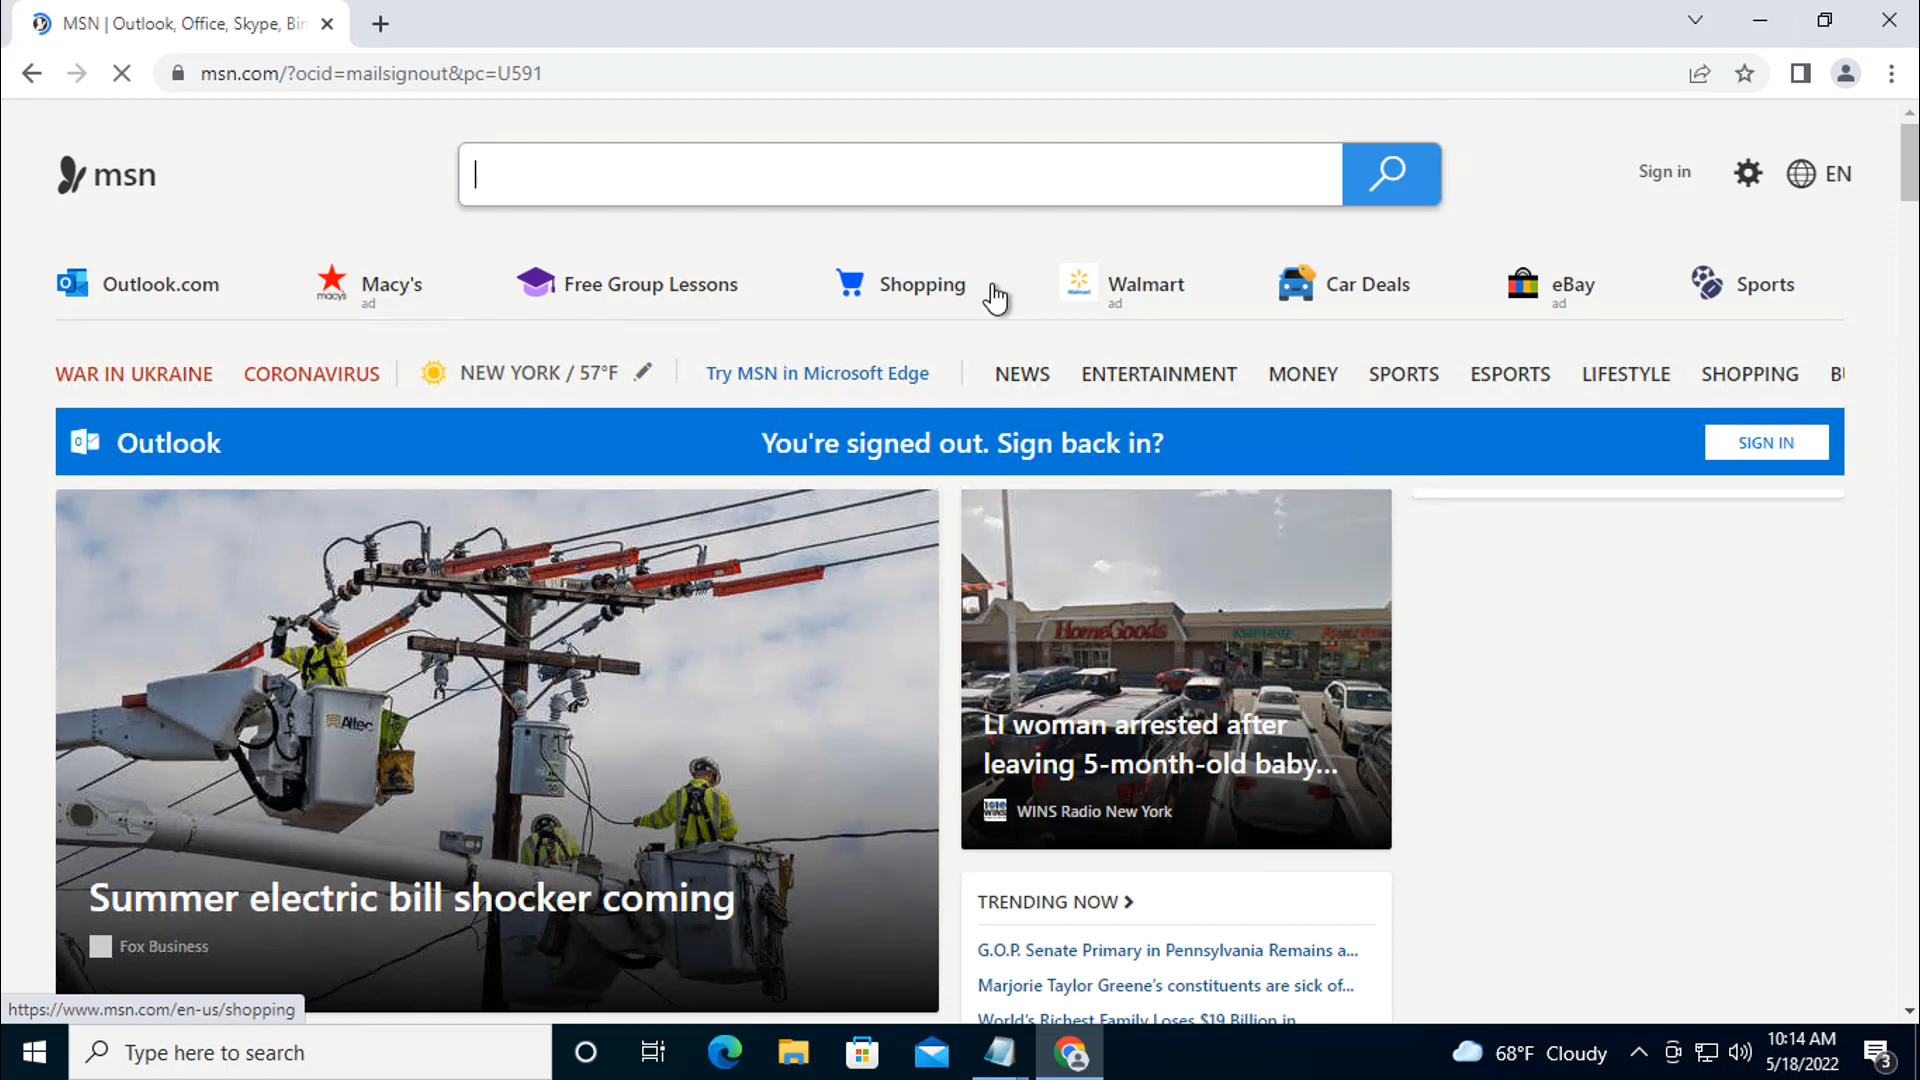 MSN | Outlook, Office, Skype, Bin
msn.com/?ocid=mailsignout&pc=U591
msn
Sign in
EN
Outlook.com
Macy's
ad
Free Group Lessons
Shopping
Walmart
ad
Car Deals
eBay
ad
Sports
WAR IN UKRAINE
CORONAVIRUS
NEW YORK / 57°F
Try MSN in Microsoft Edge
NEWS
ENTERTAINMENT
MONEY
SPORTS
ESPORTS
LIFESTYLE
SHOPPING
Outlook
You're signed out. Sign back in?
SIGN IN
Altec
HomeGoods
LI woman arrested after
leaving 5-month-old baby...
WINS Radio New York
Summer electric bill shocker coming
Fox Business
TRENDING NOW
G.O.P. Senate Primary in Pennsylvania Remains a...
Marjorie Taylor Greene's constituents are sick of...
World's Richest Family Loses $19 Billion in
https://www.msn.com/en-us/shopping
Type here to search
68°F Cloudy
10:14 AM
5/18/2022
3